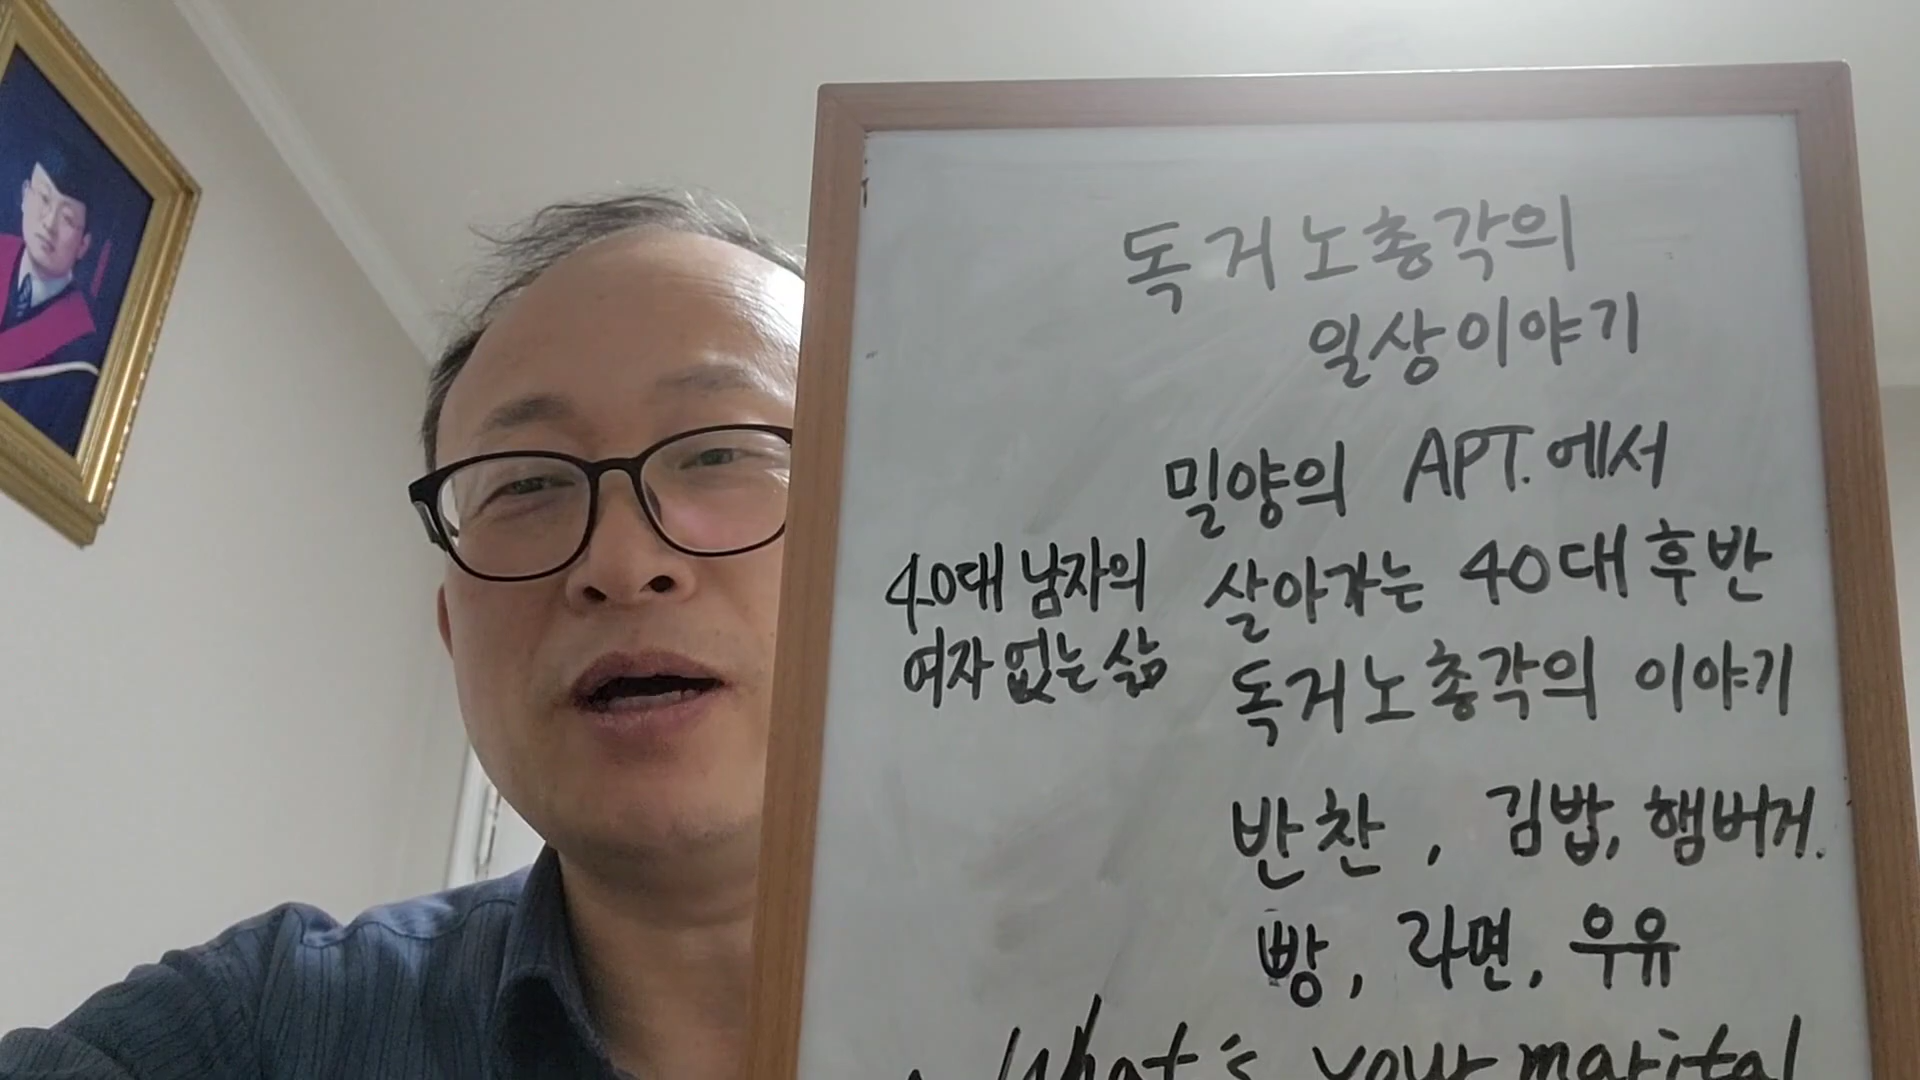 독거노총각의
일상이야기
밀양의 APT.에서
살아가는 40대후반
독거노총각의 이야기
40대 남자의
여자 없는 삶
반찬, 김밥, 햄버거.
빵, 라면, 우유
What's your marital